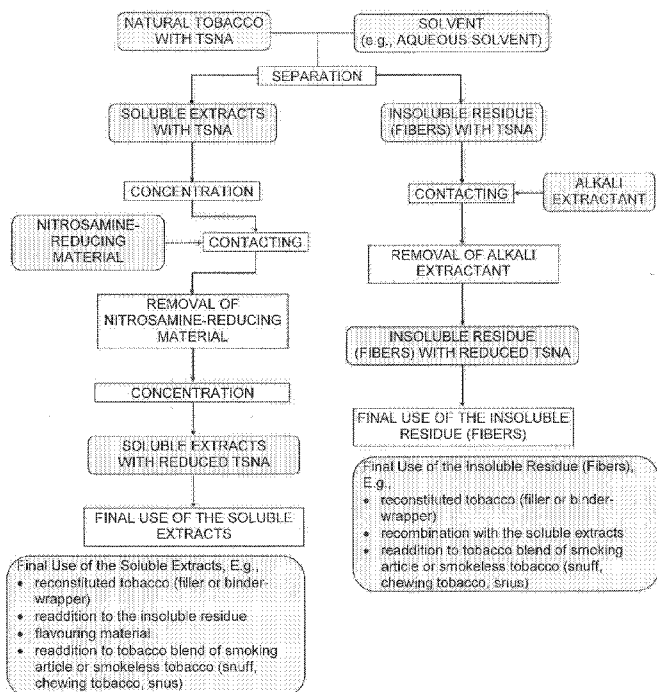 NATURAL TOBACCO
WITH TSNA
SOLVENT
(e.g., AQUEOUS SOLVENT)
SEPARATION
SOLUBLE EXTRACTS
WITH TSNA
INSOLUBLE RESIDUE
(FIBERS) WITH TSNA
CONCENTRATION
CONTACTING
ALKALI
EXTRACTANT
NITROSAMINE-
REDUCING
MATERIAL
CONTACTING
REMOVAL OF
ALKALI
EXTRACTANT
REMOVAL OF
NITROSAMINE-REDUCING
MATERIAL
INSOLUBLE RESIDUE
(FIBERS) WITH REDUCED TSNA
CONCENTRATION
FINAL USE OF THE INSOLUBLE
RESIDUE (FIBERS)
SOLUBLE EXTRACTS
WITH REDUCED TSNA
FINAL USE OF THE SOLUBLE
EXTRACTS
Final Use of the Insoluble Residue (Fibers),
E.g.,
• reconstituted tobacco (filler or binder-
wrapper)
• recombination with the soluble extracts
• readdition to tobacco blend of smoking
article or smokeless tobacco (snuff,
chewing tobacco, snus)
Final Use of the Soluble Extracts, E.g.,
• reconstituted tobacco (filler or binder-
wrapper)
• readdition to the insoluble residue
• flavouring material
• readdition to tobacco blend of smoking
article or smokeless tobacco (snuff,
chewing tobacco, snus)